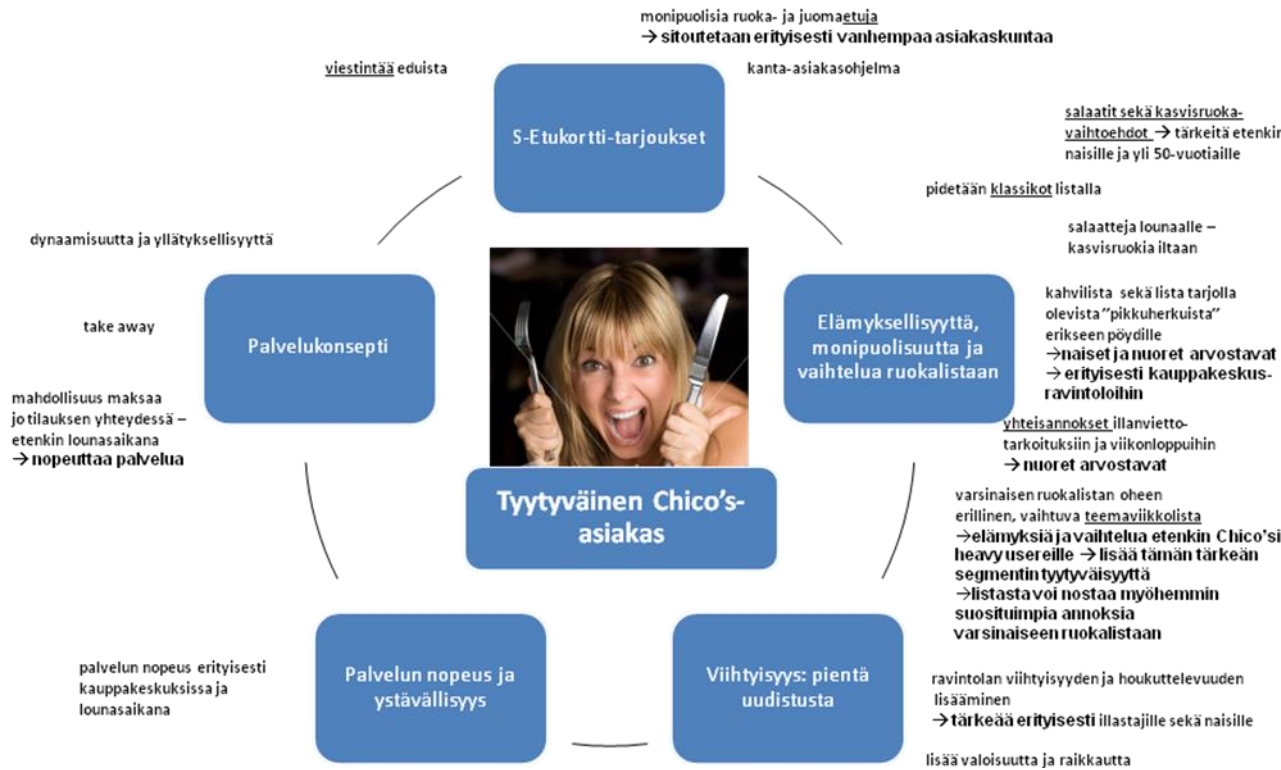 monipuolisia ruoka- ja juomaetuja
→ sitoutetaan erityisesti vanhempaa asiakaskuntaa
viestintää eduista
kanta-asiakasohjelma
S-Etukortti-tarjoukset
salaatit sekä kasvisruoka-
vaihtoehdot → tärkeitä etenkin
naisille ja yli 50-vuotiaille
pidetään klassikot listalla
salaatteja lounaalle –
kasvisruokia iltaan
Elämyksellisyyttä,
monipuolisuutta ja
vaihtelua ruokalistaan
kahvilista sekä lista tarjolla
olevista "pikkuherkuista"
erikseen pöydille
→naiset ja nuoret arvostavat
→ erityisesti kauppakeskus-
ravintoloihin
yhteisannokset illanvietto-
tarkoituksiin ja viikonloppuihin
→ nuoret arvostavat
varsinaisen ruokalistan oheen
erillinen, vaihtuva teemaviikkolista
→elämyksiä ja vaihtelua etenkin Chico'si
heavy usereille → lisää tämän tärkeän
segmentin tyytyväisyyttä
→listasta voi nostaa myöhemmin
suosituimpia annoksia
varsinaiseen ruokalistaan
dynaamisuutta ja yllätyksellisyyttä
take away
Palvelukonsepti
mahdollisuus maksaa
jo tilauksen yhteydessä –
etenkin lounasaikana
→ nopeuttaa palvelua
Tyytyväinen Chico's-
asiakas
palvelun nopeus erityisesti
kauppakeskuksissa ja
lounasaikana
Palvelun nopeus ja
ystävällisyys
Viihtyisyys: pientä
uudistusta
ravintolan viihtyisyyden ja houkuttelevuuden
lisääminen
→ tärkeää erityisesti illastajille sekä naisille
lisää valoisuutta ja raikkautta